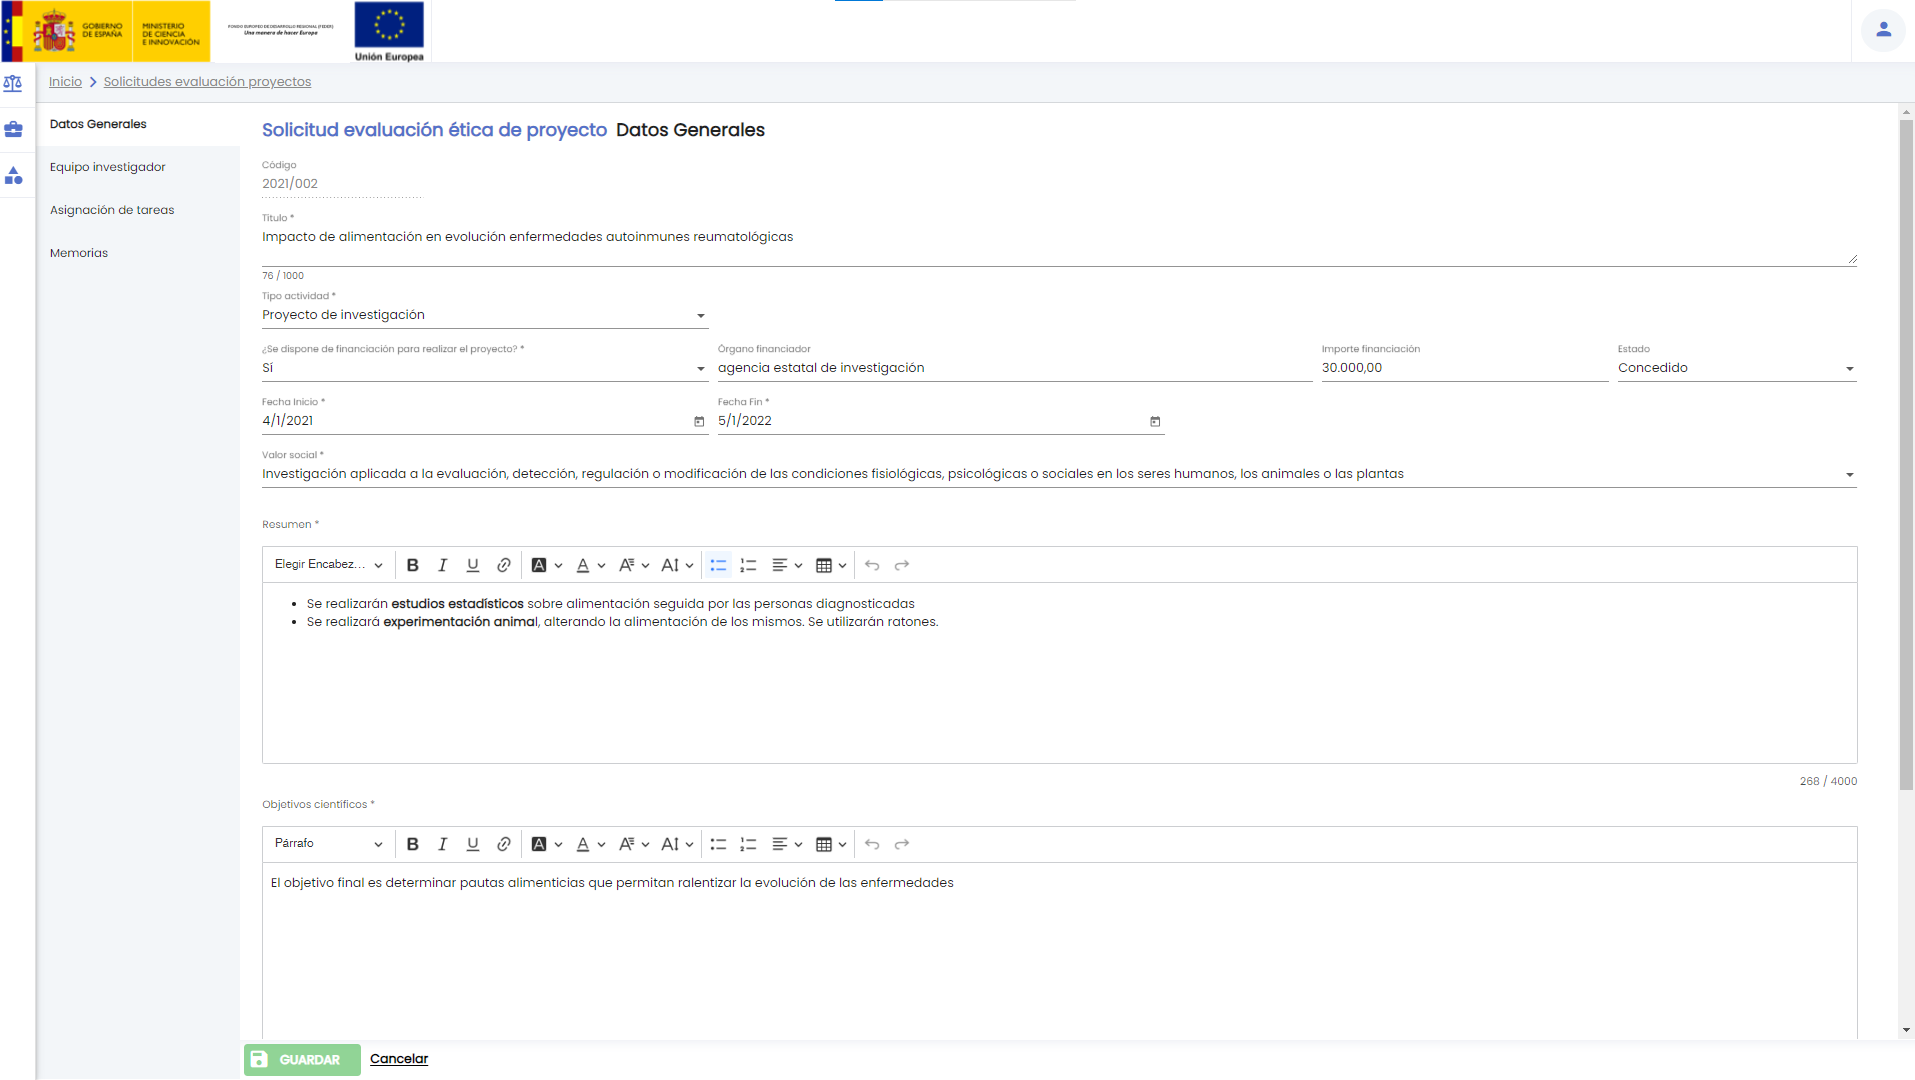 GOBIERNO DE ESPAÑA
MINISTERIO DE CIENCIA E INNOVACIÓN
FONDO EUROPEO DE DESARROLLO REGIONAL (FEDER)
Una manera de hacer Europa
Unión Europea
Inicio > Solicitudes evaluación proyectos
Datos Generales
Equipo investigador
Asignación de tareas
Memorias
Solicitud evaluación ética de proyecto Datos Generales
Código
2021/002
Título *
Impacto de alimentación en evolución enfermedades autoinmunes reumatológicas
76 / 1000
Tipo actividad *
Proyecto de investigación
¿Se dispone de financiación para realizar el proyecto? *
Sí
Órgano financiador
agencia estatal de investigación
Importe financiación
30.000,00
Estado
Concedido
Fecha Inicio *
4/1/2021
Fecha Fin *
5/1/2022
Valor social *
Investigación aplicada a la evaluación, detección, regulación o modificación de las condiciones fisiológicas, psicológicas o sociales en los seres humanos, los animales o las plantas
Resumen *
Elegir Encabez...
• Se realizarán estudios estadísticos sobre alimentación seguida por las personas diagnosticadas
• Se realizará experimentación animal, alterando la alimentación de los mismos. Se utilizarán ratones.
268 / 4000
Objetivos científicos *
Párrafo
El objetivo final es determinar pautas alimenticias que permitan ralentizar la evolución de las enfermedades
GUARDAR
Cancelar